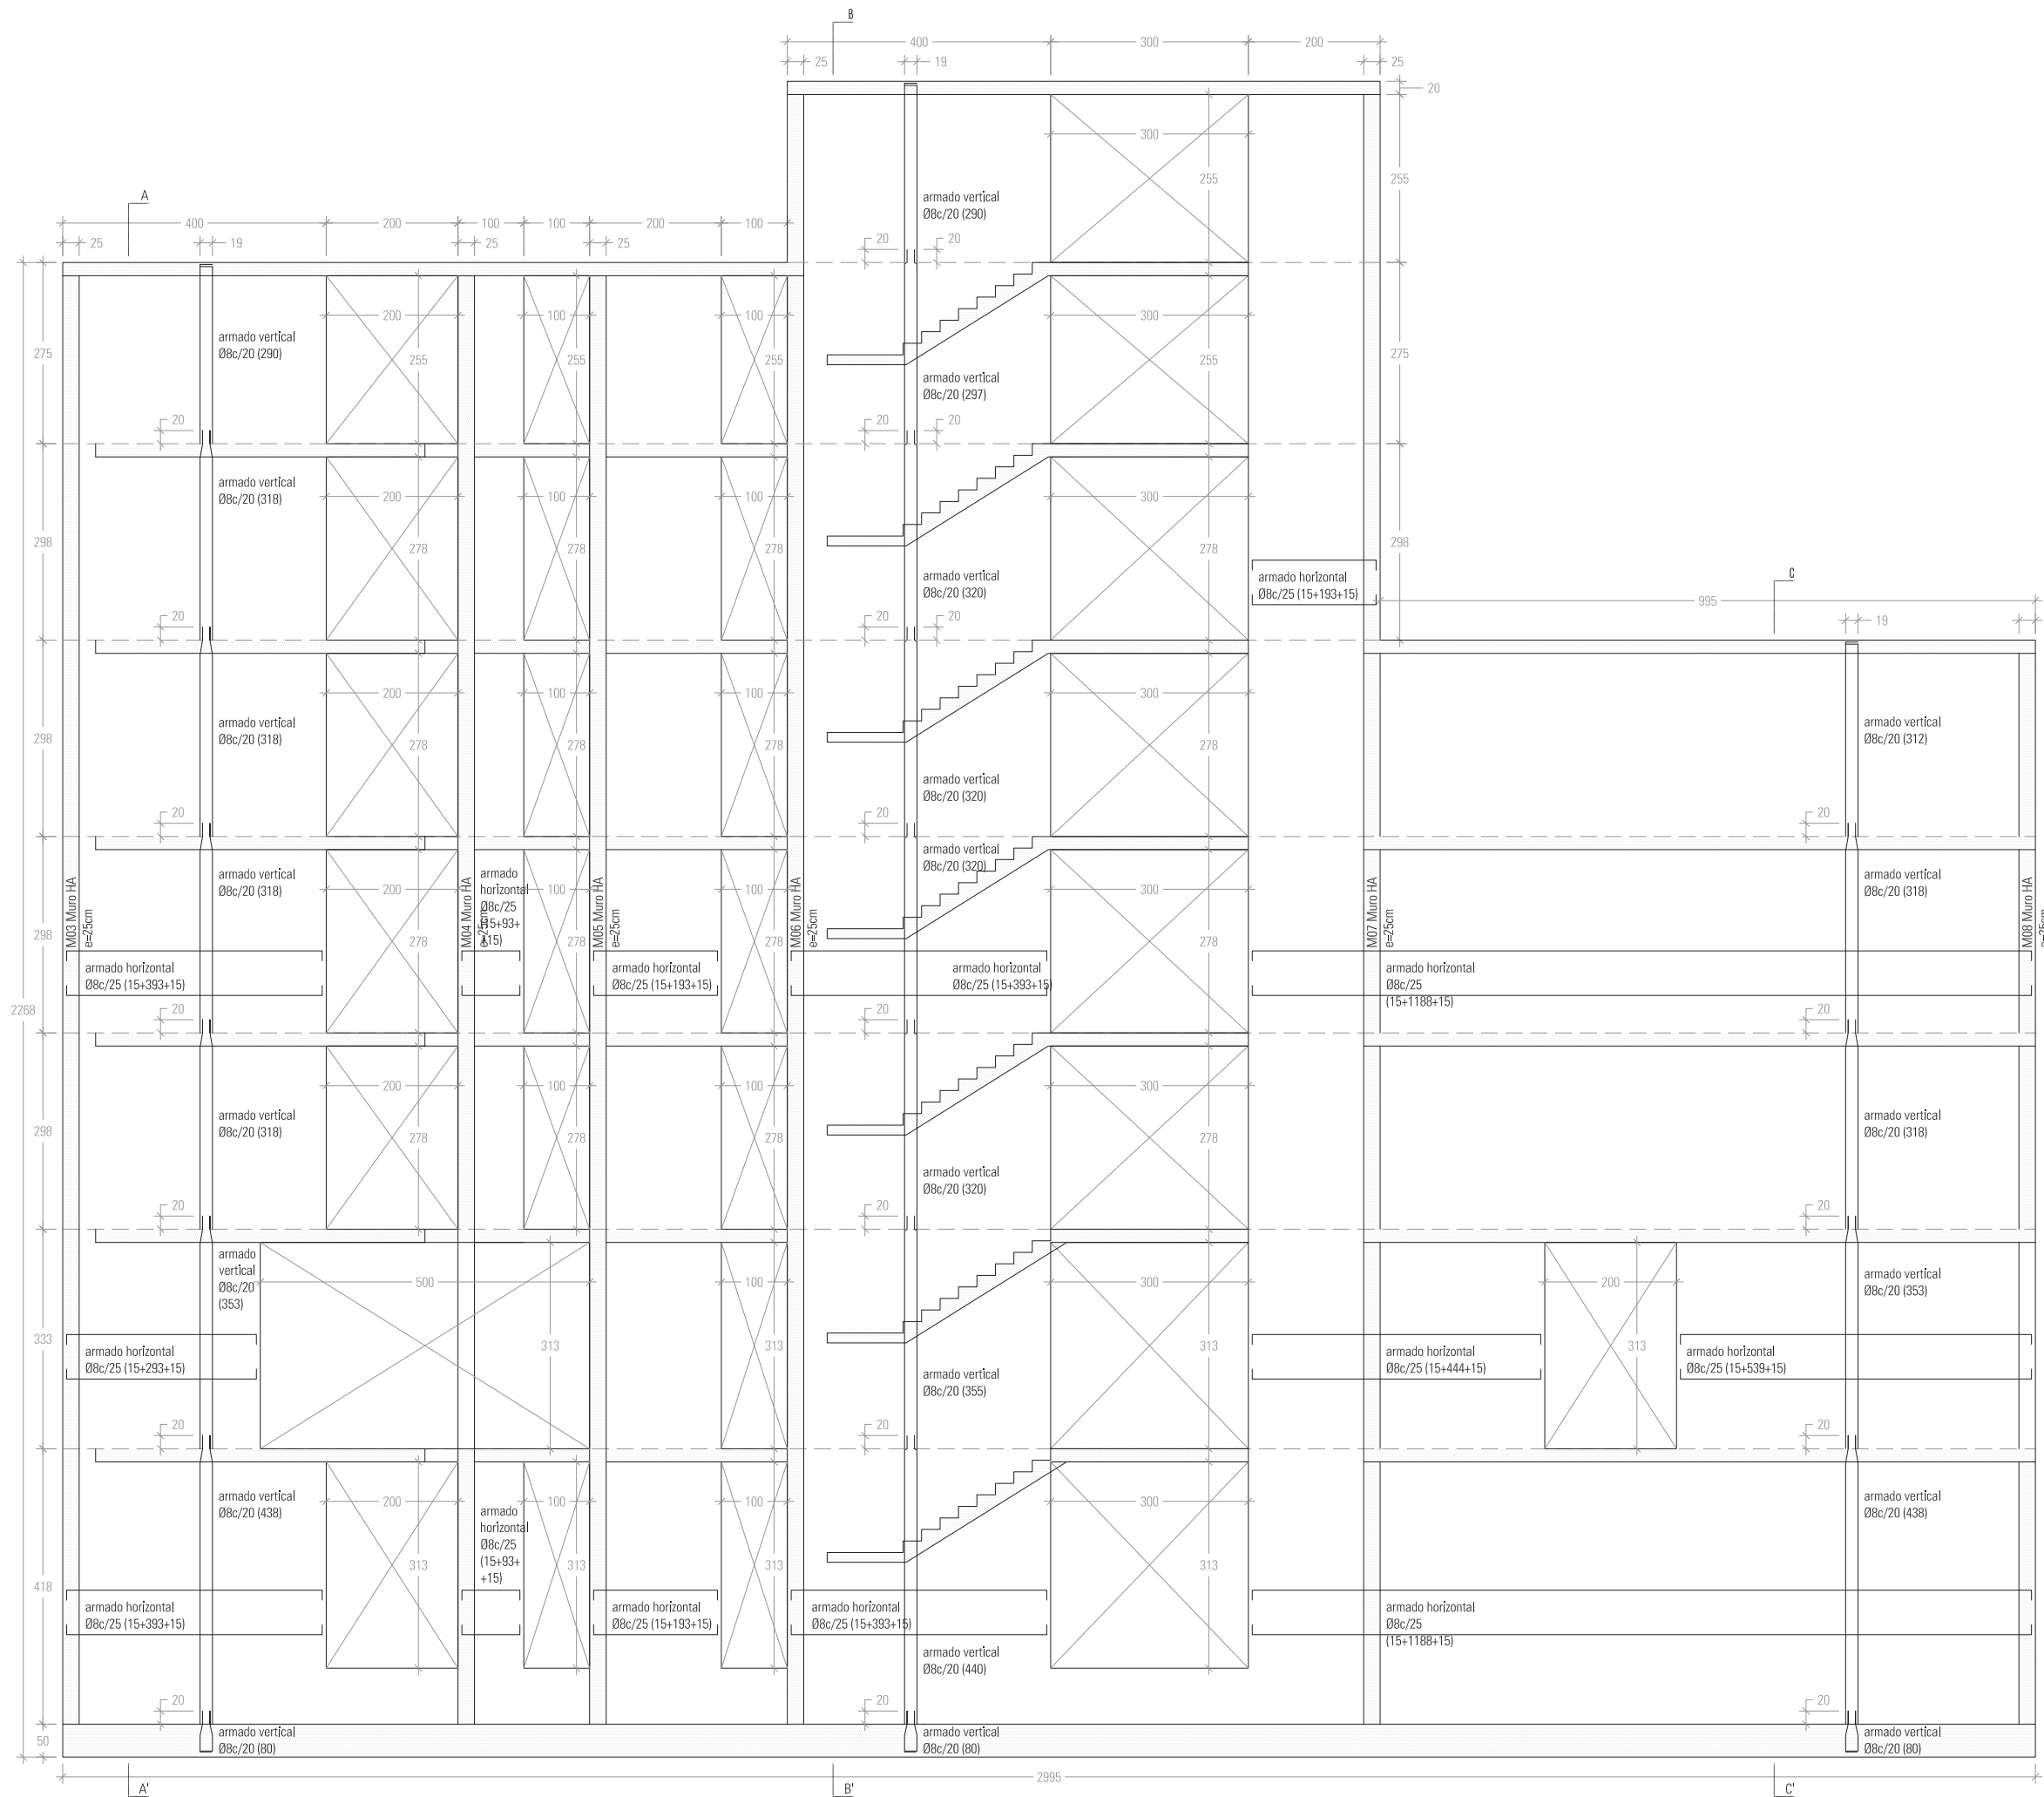 B
400
300
200
25
19
25
20
300
255
255
armado vertical
Ø8c/20 (290)
A
400
200
100
100
200
100
25
19
25
25
20
20
armado vertical
Ø8c/20 (290)
200
100
100
300
275
255
255
255
255
275
armado vertical
Ø8c/20 (297)
20
20
20
armado vertical
Ø8c/20 (318)
200
100
100
300
298
278
278
278
278
298
armado vertical
Ø8c/20 (320)
armado horizontal
Ø8c/25 (15+193+15)
C
995
19
20
20
20
armado vertical
Ø8c/20 (318)
200
100
100
300
298
278
278
278
278
armado vertical
Ø8c/20 (312)
armado vertical
Ø8c/20 (320)
20
20
20
armado vertical
Ø8c/20 (320)
armado vertical
Ø8c/20 (318)
armado
horizontal
Ø8c/25
(15+93+
+15)
armado vertical
Ø8c/20 (318)
200
100
100
300
M03 Muro HA
e=25cm
M04 Muro HA
e=25cm
M05 Muro HA
e=25cm
M06 Muro HA
e=25cm
M07 Muro HA
e=25cm
M08 Muro HA
e=25cm
298
278
278
278
278
armado horizontal
Ø8c/25 (15+393+15)
armado horizontal
Ø8c/25 (15+193+15)
armado horizontal
Ø8c/25 (15+393+15)
armado horizontal
Ø8c/25
(15+1188+15)
2268
20
20
20
200
100
100
300
armado vertical
Ø8c/20 (318)
armado vertical
Ø8c/20 (318)
298
278
278
278
278
armado vertical
Ø8c/20 (320)
20
20
20
armado
vertical
Ø8c/20
(353)
500
100
300
200
armado vertical
Ø8c/20 (353)
333
313
313
313
313
armado horizontal
Ø8c/25 (15+293+15)
armado horizontal
Ø8c/25 (15+444+15)
armado horizontal
Ø8c/25 (15+539+15)
armado vertical
Ø8c/20 (355)
20
20
20
armado vertical
Ø8c/20 (438)
200
100
100
300
armado vertical
Ø8c/20 (438)
armado
horizontal
Ø8c/25
(15+93+
+15)
418
313
313
313
313
armado horizontal
Ø8c/25 (15+393+15)
armado horizontal
Ø8c/25 (15+193+15)
armado horizontal
Ø8c/25 (15+393+15)
armado horizontal
Ø8c/25
(15+1188+15)
armado vertical
Ø8c/20 (440)
20
20
20
50
armado vertical
Ø8c/20 (80)
armado vertical
Ø8c/20 (80)
armado vertical
Ø8c/20 (80)
2995
A'
B'
C'